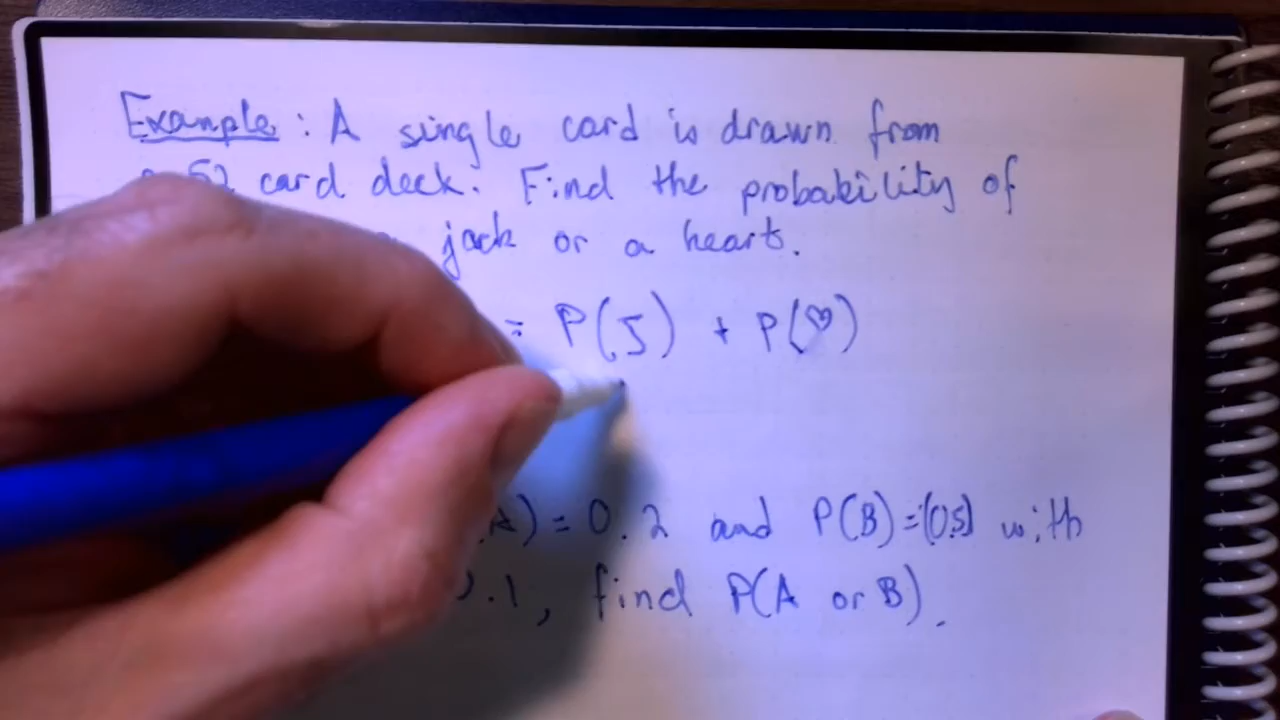 Example: A single card is drawn from
52 card deck. Find the probability of
jack or a heart.
= P(J) + P(♡)
A) = 0.2 and P(B) = (0.5) with
.1, find P(A or B).